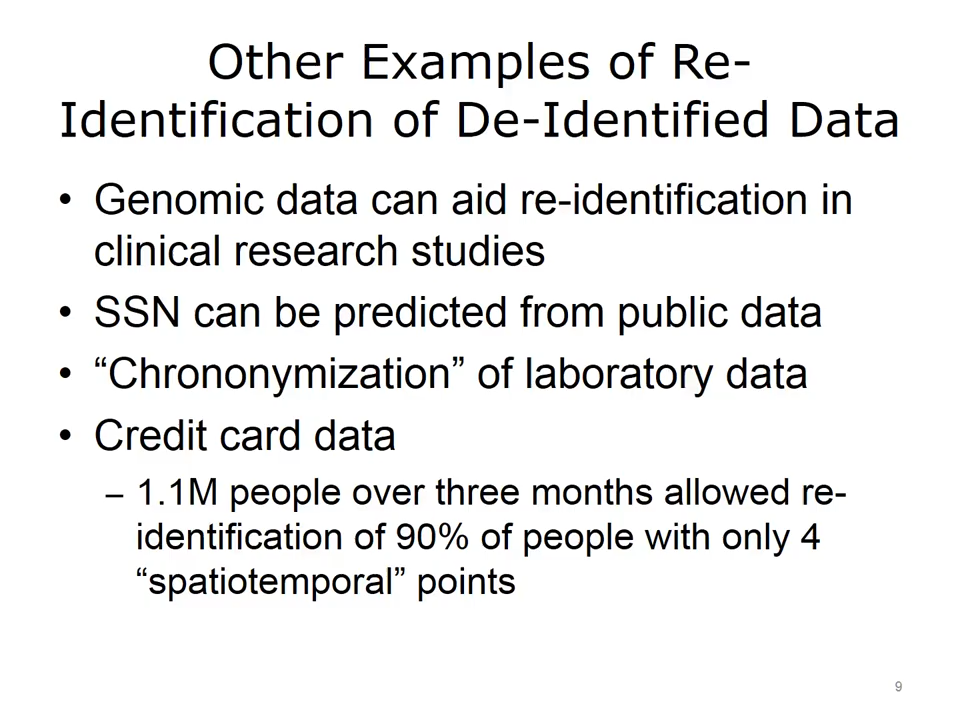 Other Examples of Re-
Identification of De-Identified Data
• Genomic data can aid re-identification in
clinical research studies
• SSN can be predicted from public data
• “Chrononymization” of laboratory data
• Credit card data
– 1.1M people over three months allowed re-
identification of 90% of people with only 4
“spatiotemporal” points
9